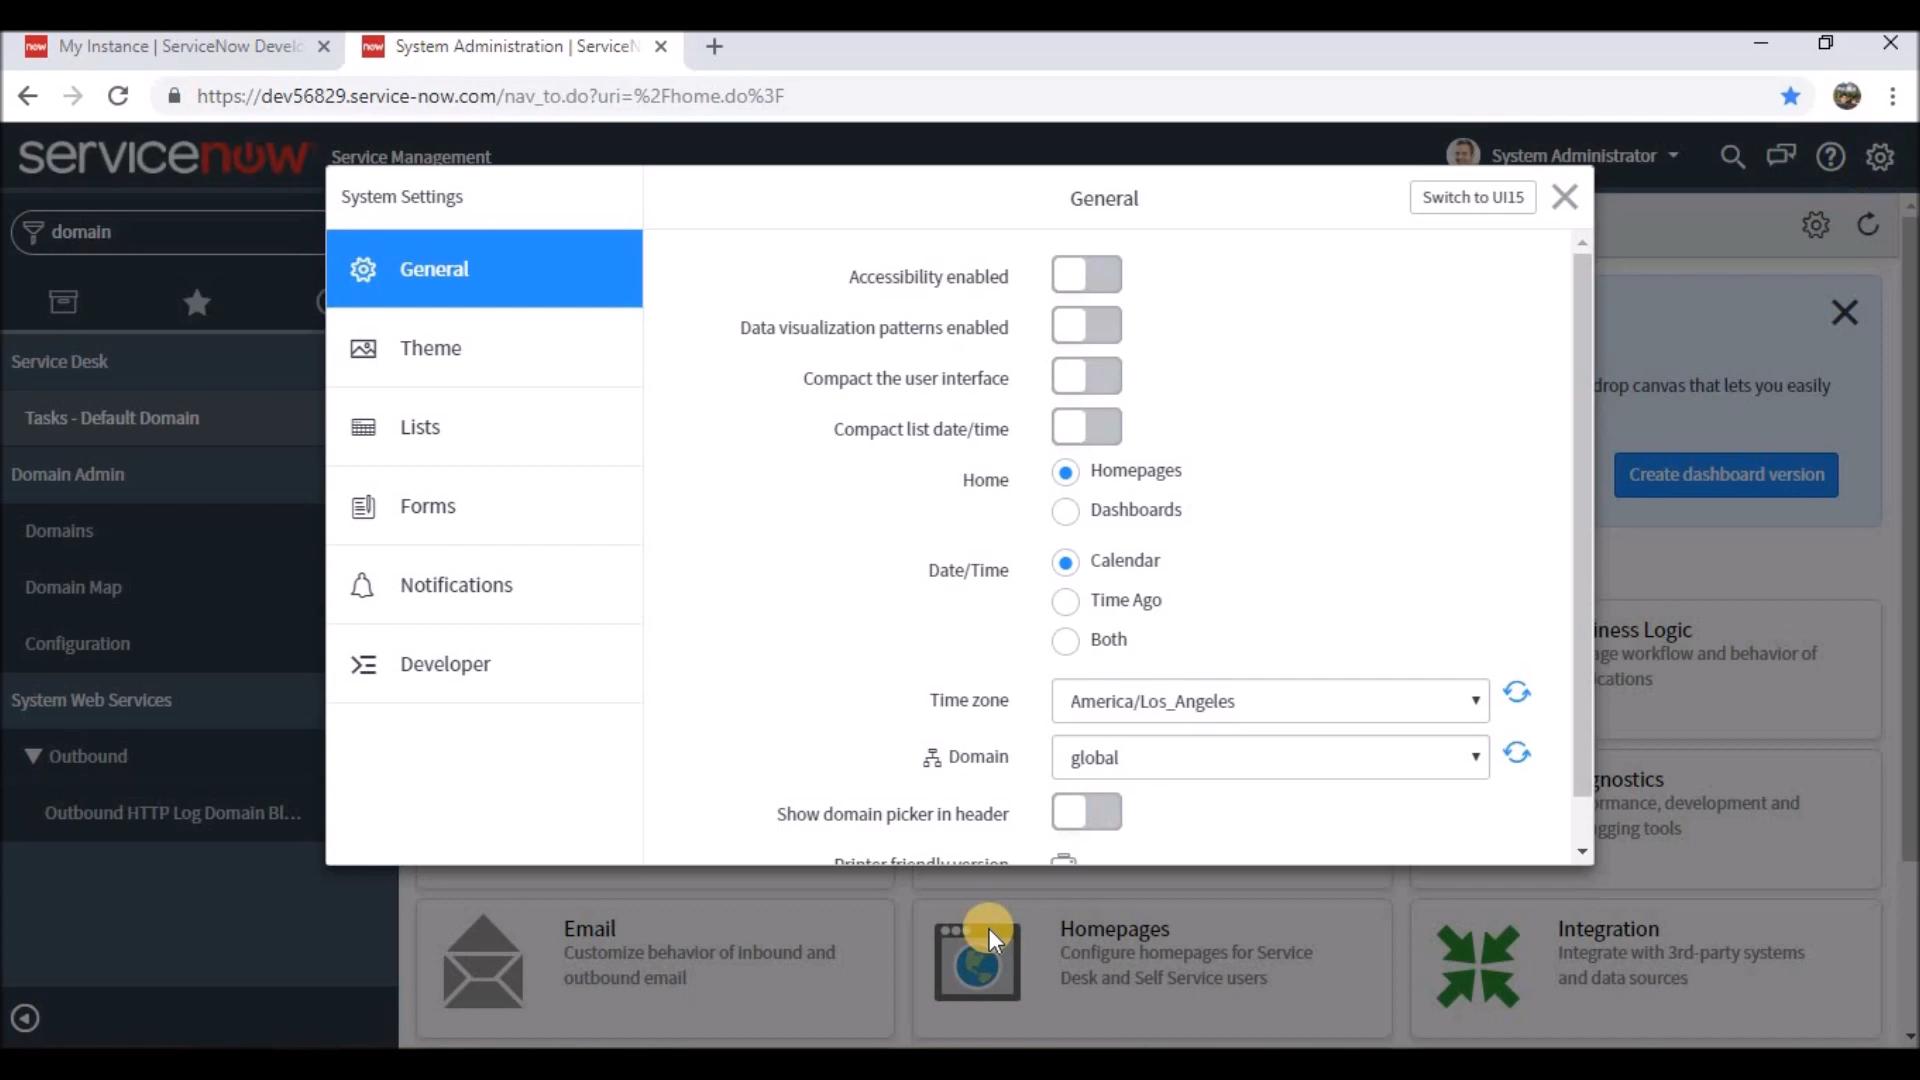 My Instance | ServiceNow Develo
System Administration | ServiceN
https://dev56829.service-now.com/nav_to.do?uri=%2Fhome.do%3F
servicenow
Service Management
System Administrator
domain
Service Desk
Tasks - Default Domain
Domain Admin
Domains
Domain Map
Configuration
System Web Services
Outbound
Outbound HTTP Log Domain Bl...
System Settings
General
Theme
Lists
Forms
Notifications
Developer
General
Switch to UI15
Accessibility enabled
Data visualization patterns enabled
Compact the user interface
Compact list date/time
Home
Homepages
Dashboards
Date/Time
Calendar
Time Ago
Both
Time zone
America/Los_Angeles
Domain
global
Show domain picker in header
Printer friendly version
drop canvas that lets you easily
Create dashboard version
iness Logic
age workflow and behavior of
cations
gnostics
ormance, development and
gging tools
Email
Customize behavior of inbound and
outbound email
Homepages
Configure homepages for Service
Desk and Self Service users
Integration
Integrate with 3rd-party systems
and data sources